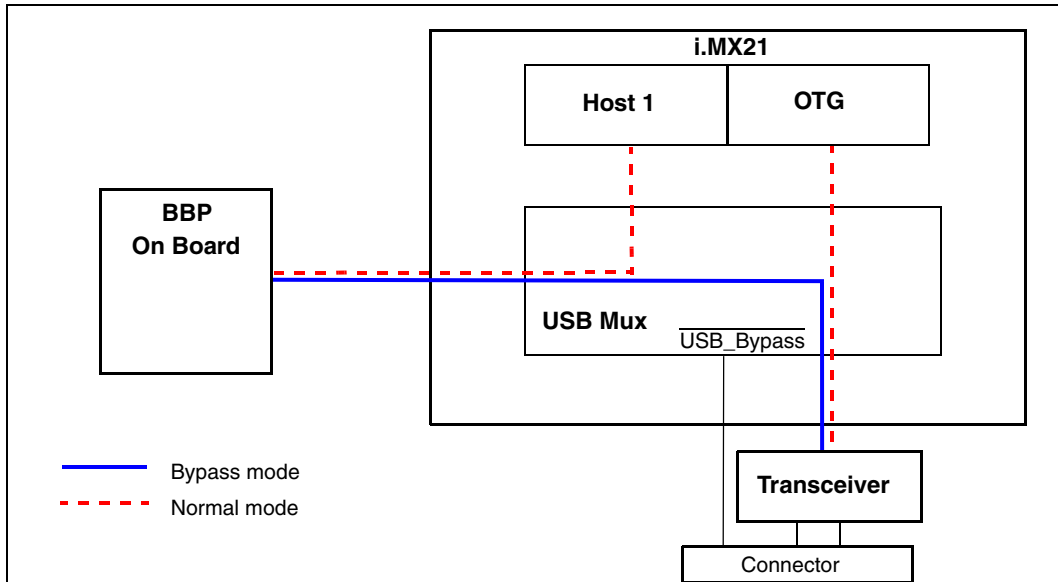 i.MX21
Host 1
OTG
BBP
On Board
USB Mux
USB_Bypass
Bypass mode
Normal mode
Transceiver
Connector